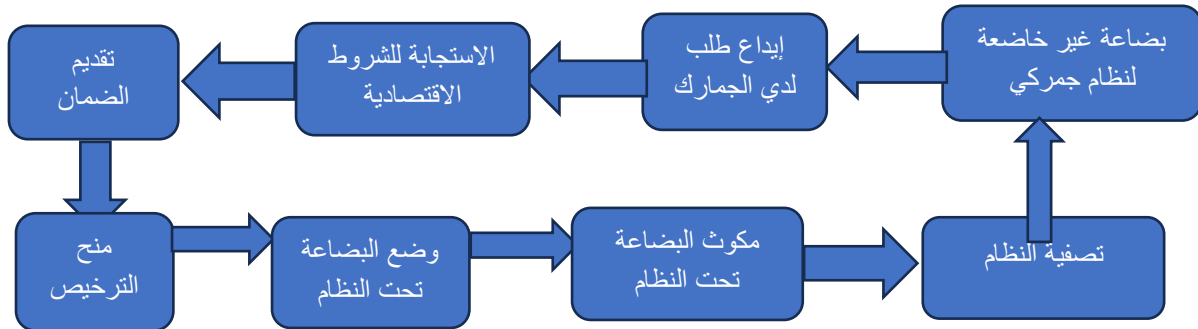 بضاعة غير خاضعة
لنظام جمركي
إيداع طلب
لدي الجمارك
الاستجابة للشروط
الاقتصادية
تقديم
الضمان
منح
الترخيص
وضع البضاعة
تحت النظام
مكوث البضاعة
تحت النظام
تصفية النظام